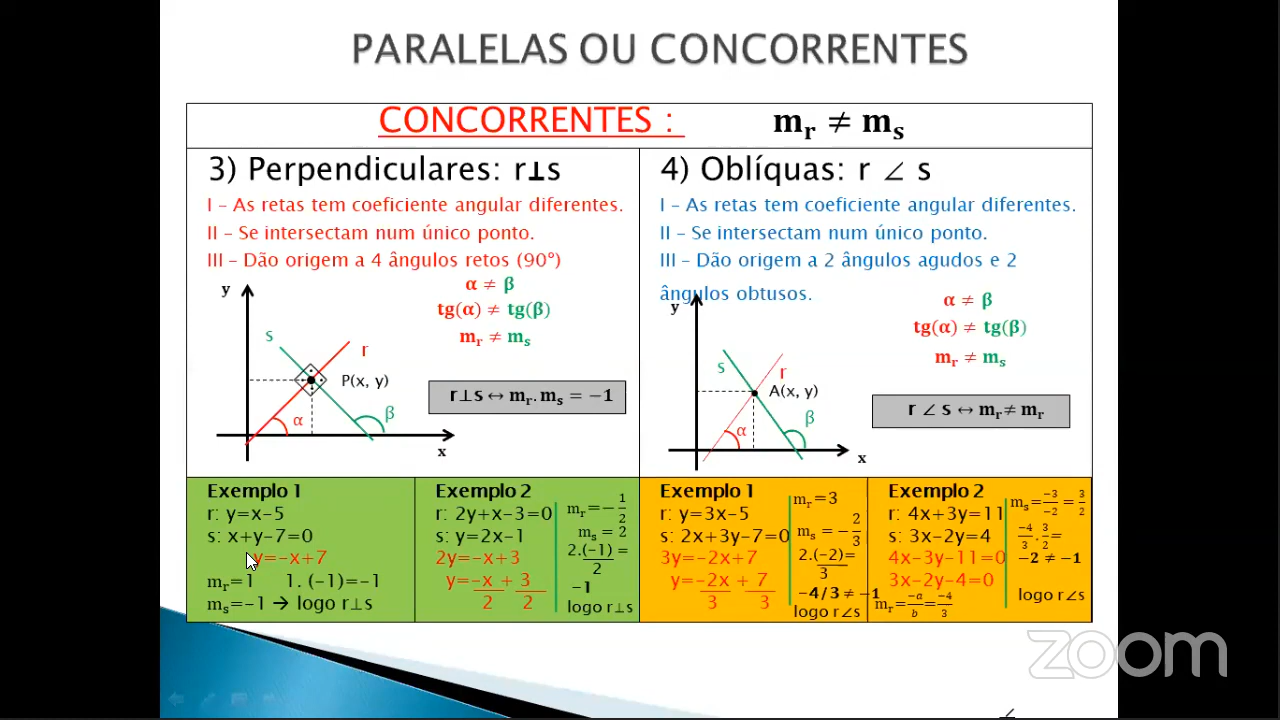 PARALELAS OU CONCORRENTES
CONCORRENTES : mᵣ ≠ mₛ
3) Perpendiculares: r⊥s
I – As retas tem coeficiente angular diferentes.
II – Se intersectam num único ponto.
III – Dão origem a 4 ângulos retos (90°)
α ≠ β
tg(α) ≠ tg(β)
mᵣ ≠ mₛ
y
s
r
P(x, y)
α
β
x
r⊥s ↔ mᵣ. mₛ = −1
4) Oblíquas: r ∠ s
I – As retas tem coeficiente angular diferentes.
II – Se intersectam num único ponto.
III – Dão origem a 2 ângulos agudos e 2
ângulos obtusos.
α ≠ β
tg(α) ≠ tg(β)
mᵣ ≠ mₛ
y
s
r
A(x, y)
α
β
x
r ∠ s ↔ mᵣ≠ mᵣ
Exemplo 1
r: y=x–5
s: x+y–7=0
y=–x+7
mᵣ=1 1. (–1)=–1
mₛ=–1 → logo r⊥s
Exemplo 2
r: 2y+x–3=0
s: y=2x–1
2y=–x+3
y=–x + 3
2 2
mᵣ=−1/2
mₛ = 2
2.(–1) =
2
–1
logo r⊥s
Exemplo 1
r: y=3x–5
s: 2x+3y–7=0
3y=–2x+7
y=–2x + 7
3 3
mᵣ=3
mₛ = −2/3
2.(–2)=
3
–4/3 ≠ –1
logo r∠s
Exemplo 2
r: 4x+3y=11
s: 3x–2y=4
4x–3y–11=0
3x–2y–4=0
mᵣ=−a/b=−4/3
mₛ=−3/−2 = 3/2
−4/3 . 3/2=
–2 ≠ –1
logo r∠s
zoom
∠